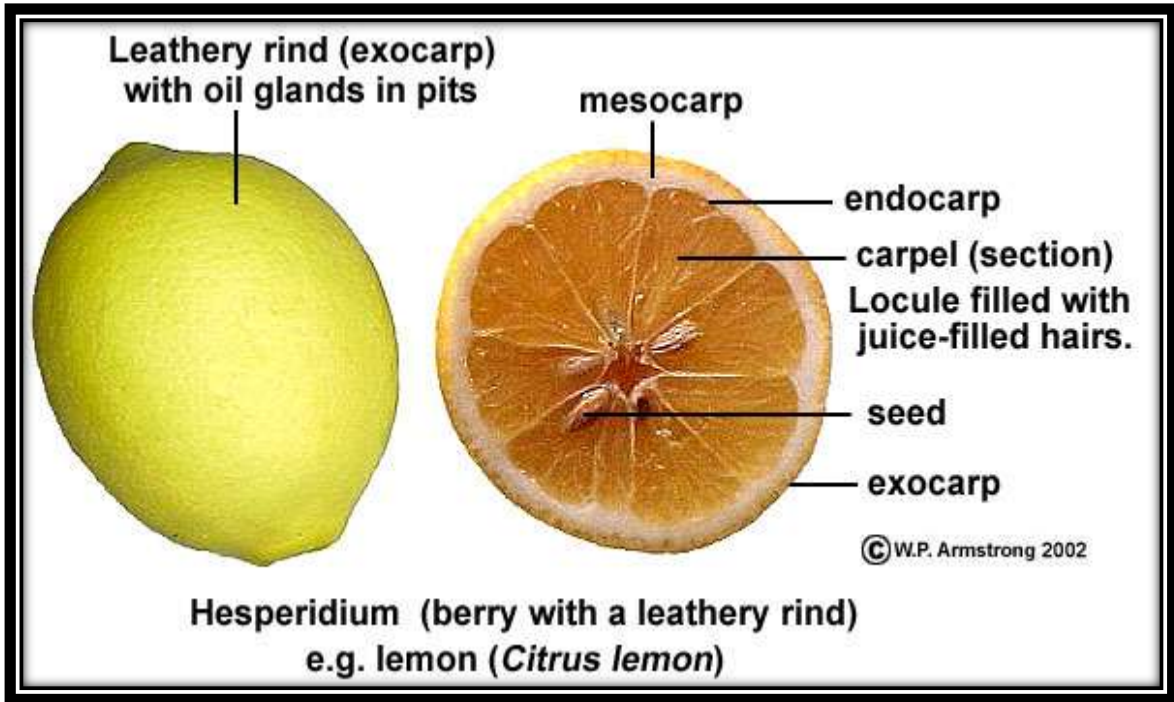 Leathery rind (exocarp)
with oil glands in pits
mesocarp
endocarp
carpel (section)
Locule filled with
juice-filled hairs.
seed
exocarp
© W.P. Armstrong 2002
Hesperidium (berry with a leathery rind)
e.g. lemon (Citrus lemon)